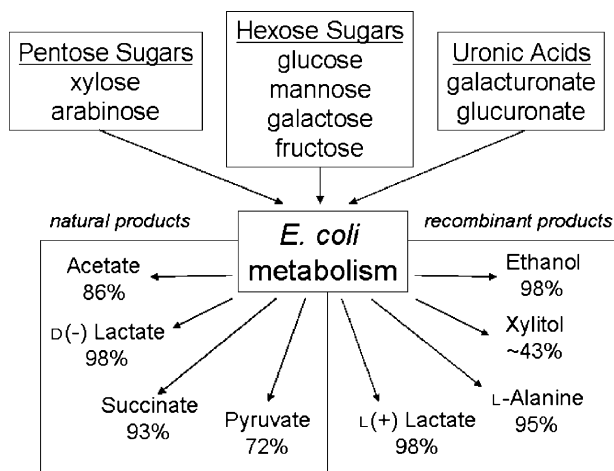 Pentose Sugars
xylose
arabinose
Hexose Sugars
glucose
mannose
galactose
fructose
Uronic Acids
galacturonate
glucuronate
natural products
E. coli
metabolism
recombinant products
Acetate
86%
D(-) Lactate
98%
Succinate
93%
Pyruvate
72%
L(+) Lactate
98%
L-Alanine
95%
Xylitol
~43%
Ethanol
98%